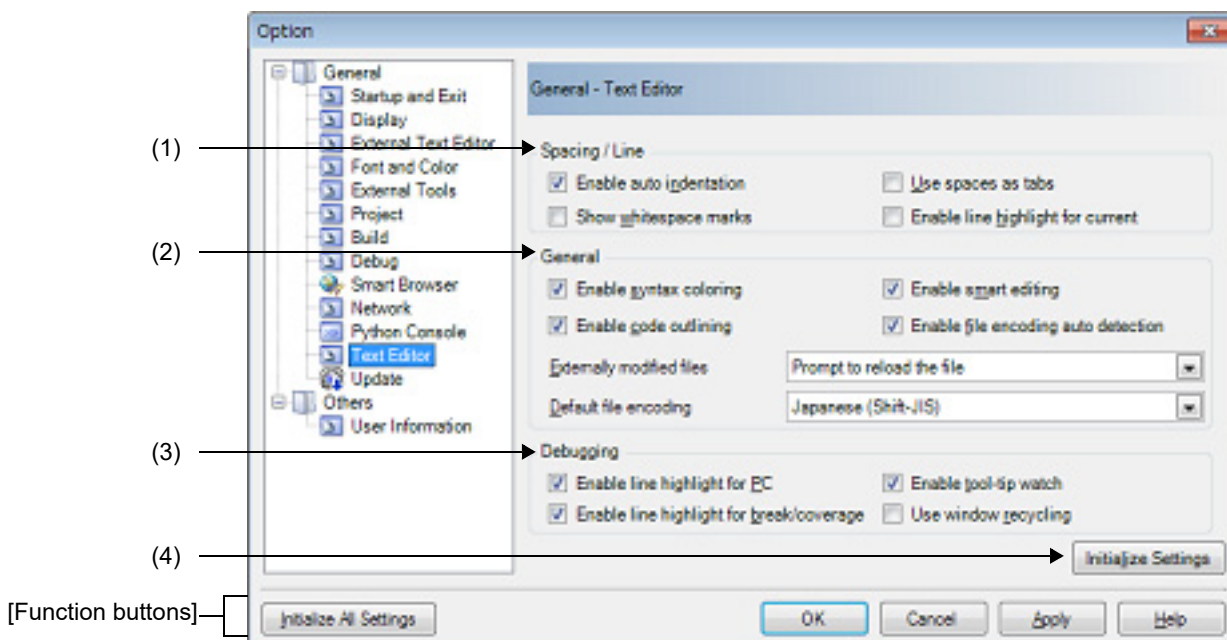 Option
General
Startup and Exit
Display
External Text Editor
Font and Color
External Tools
Project
Build
Debug
Smart Browser
Network
Python Console
Text Editor
Update
Others
User Information
General - Text Editor
(1)
Spacing / Line
Enable auto indentation
Use spaces as tabs
Show whitespace marks
Enable line highlight for current
(2)
General
Enable syntax coloring
Enable smart editing
Enable code outlining
Enable file encoding auto detection
Externally modified files
Prompt to reload the file
Default file encoding
Japanese (Shift-JIS)
(3)
Debugging
Enable line highlight for PC
Enable tool-tip watch
Enable line highlight for break/coverage
Use window recycling
(4)
Initialize Settings
[Function buttons]
Initialize All Settings
OK
Cancel
Apply
Help